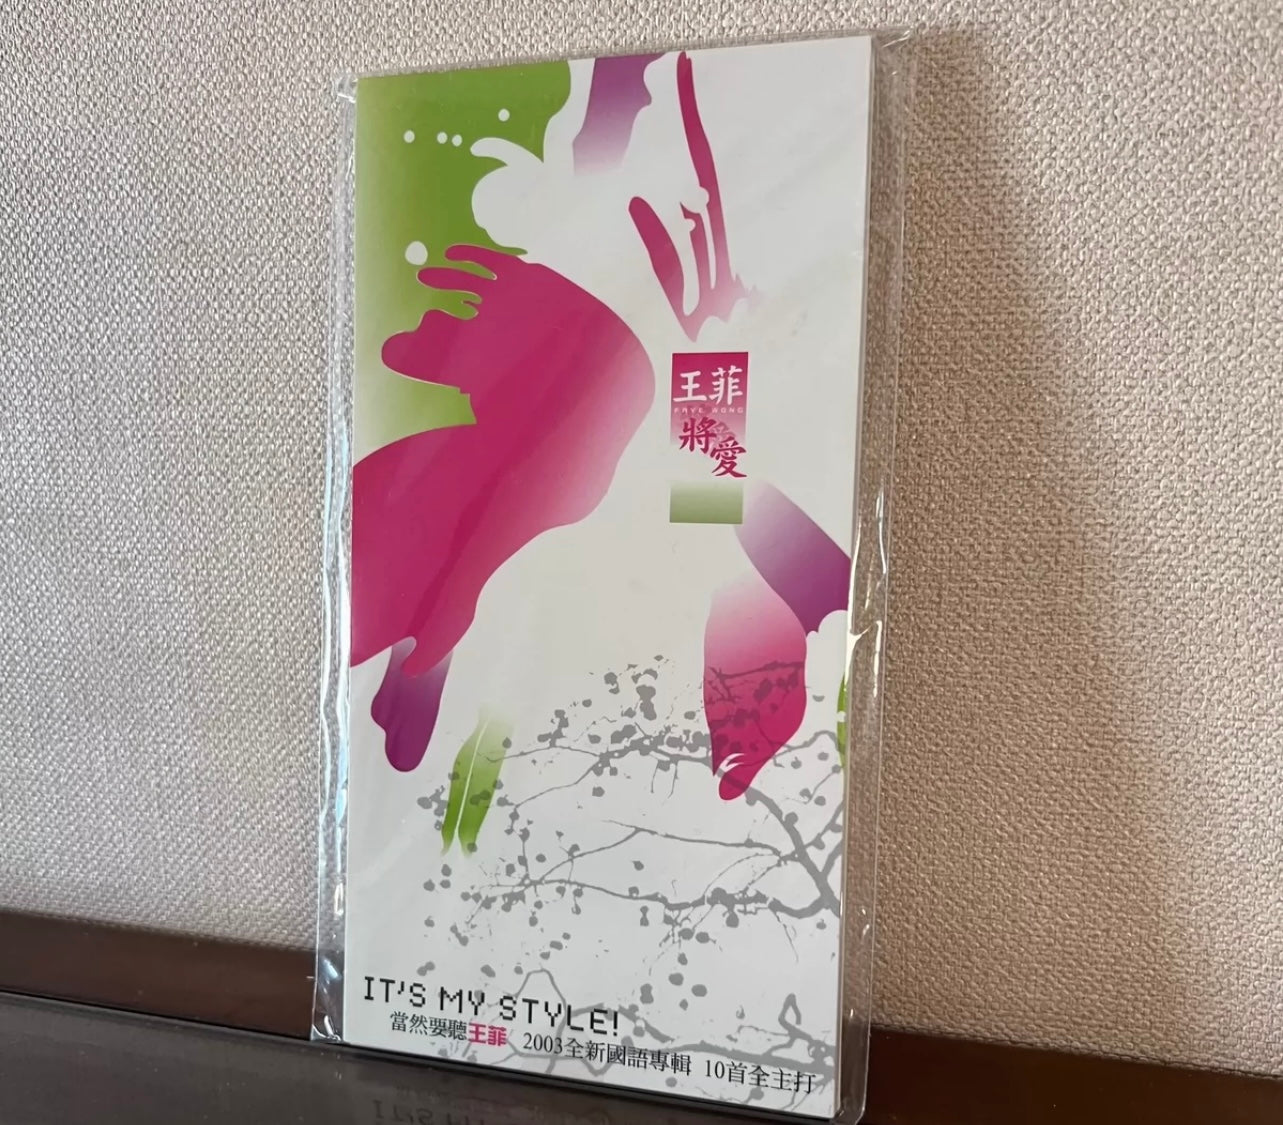 王菲
FAYE WONG
將愛
IT'S MY STYLE!
當然要聽王菲 2003全新國語專輯 10首全主打